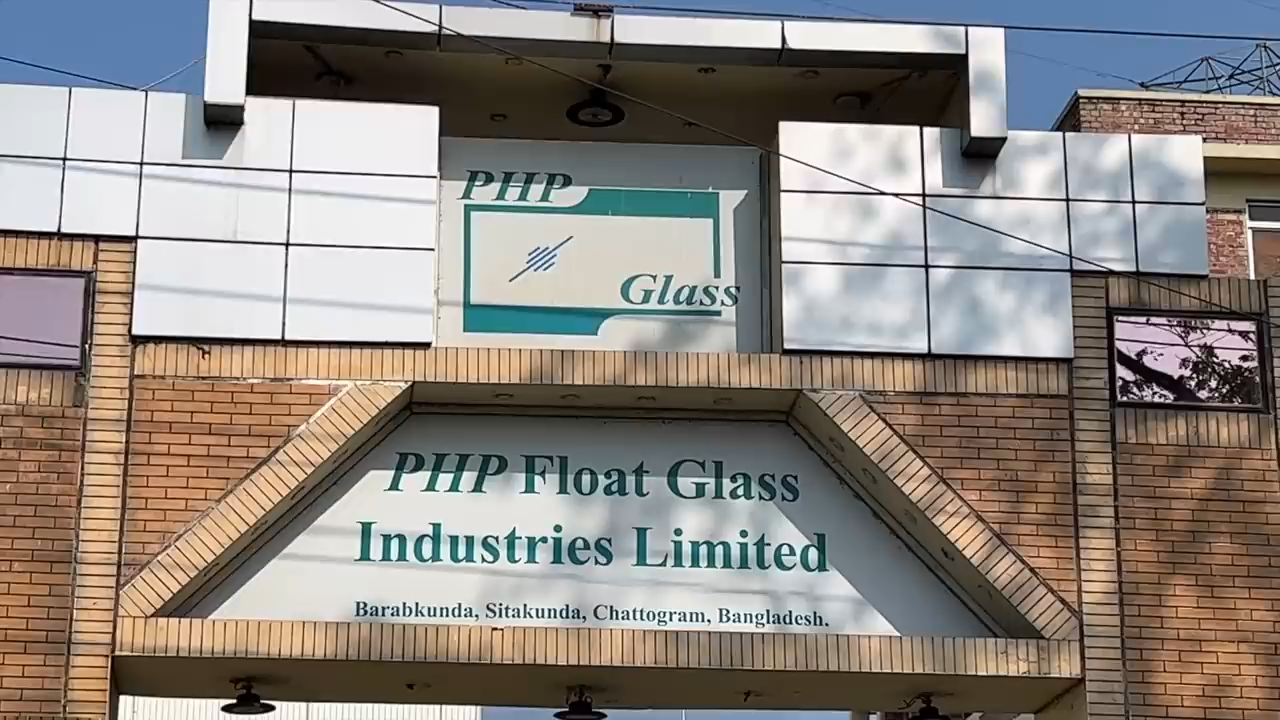 PHP
Glass
PHP Float Glass
Industries Limited
Barabkunda, Sitakunda, Chattogram, Bangladesh.